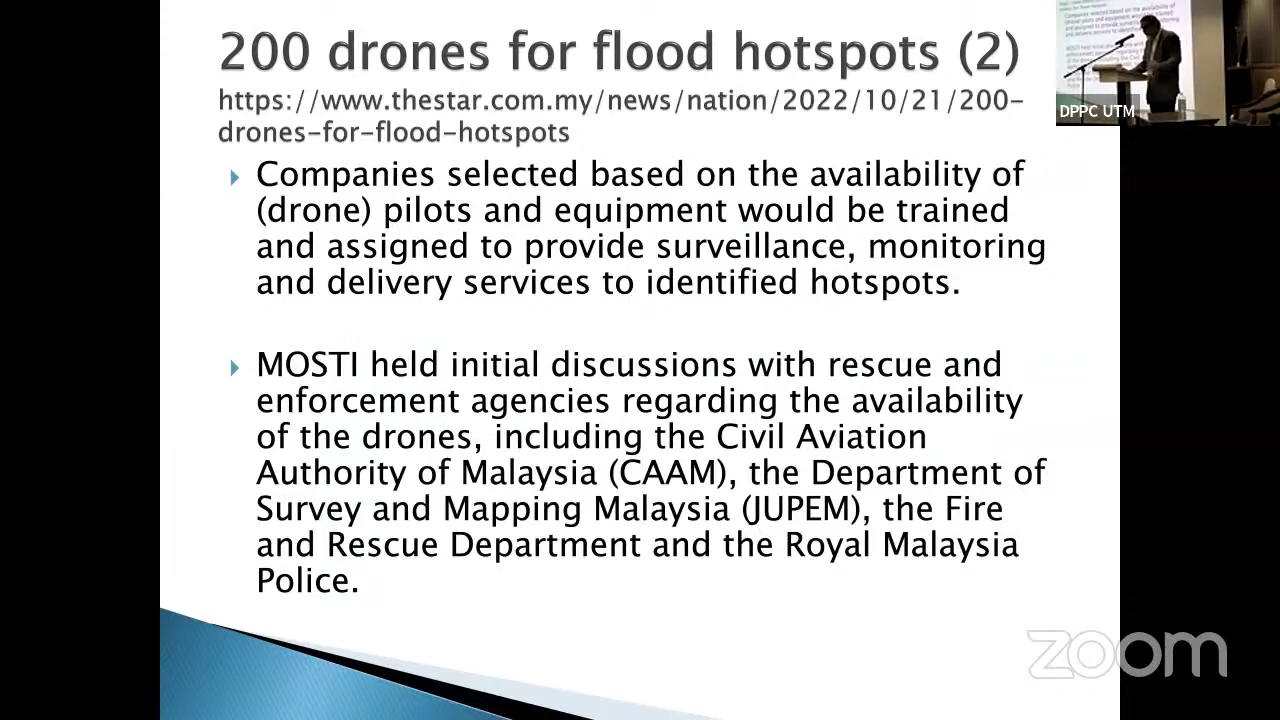 200 drones for flood hotspots (2)
https://www.thestar.com.my/news/nation/2022/10/21/200-
drones-for-flood-hotspots
Companies selected based on the availability of
(drone) pilots and equipment would be trained
and assigned to provide surveillance, monitoring
and delivery services to identified hotspots.
MOSTI held initial discussions with rescue and
enforcement agencies regarding the availability
of the drones, including the Civil Aviation
Authority of Malaysia (CAAM), the Department of
Survey and Mapping Malaysia (JUPEM), the Fire
and Rescue Department and the Royal Malaysia
Police.
DPPC UTM
zoom